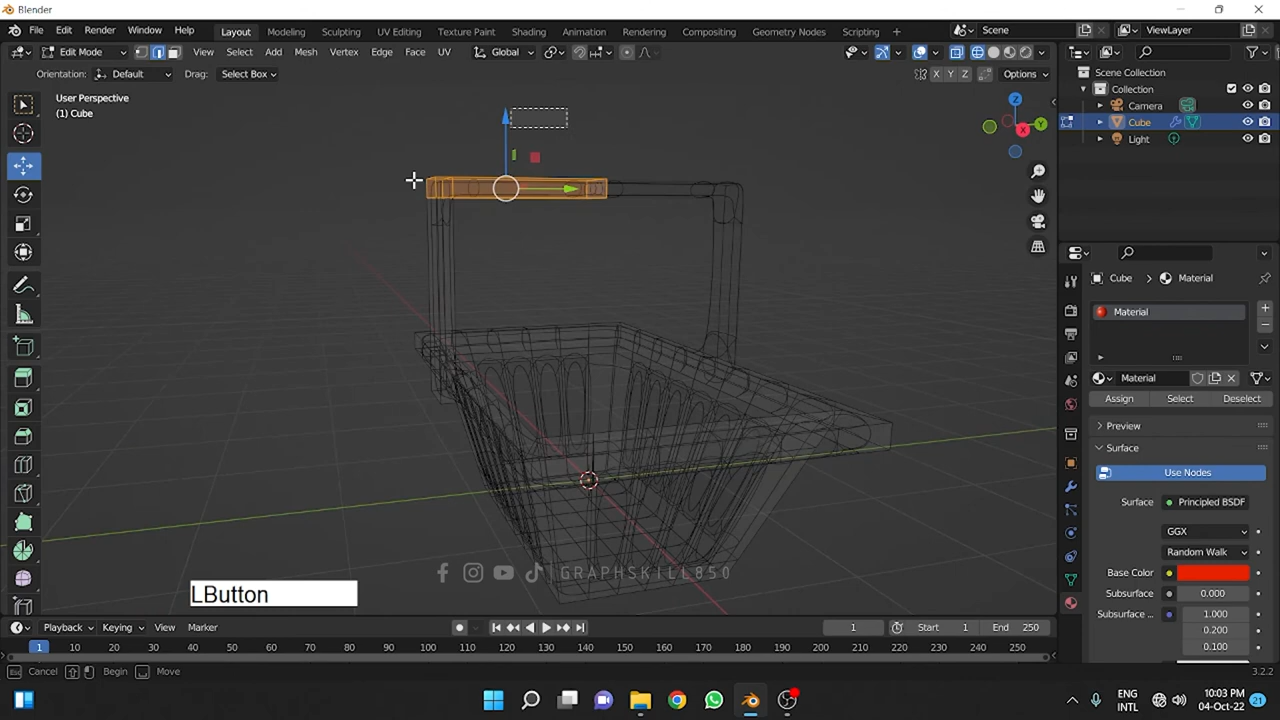 Blender
File Edit Render Window Help Layout Modeling Sculpting UV Editing Texture Paint Shading Animation Rendering Compositing Geometry Nodes Scripting + Scene ViewLayer
Edit Mode View Select Add Mesh Vertex Edge Face UV Global
Orientation: Default Drag: Select Box X Y Z Options
User Perspective
(1) Cube
Z
Y
X
Scene Collection
Collection
Camera
Cube
Light
Cube > Material
Material
Material
Assign Select Deselect
Preview
Surface
Use Nodes
Surface Principled BSDF
GGX
Random Walk
Base Color
Subsurface 0.000
Subsurface ... 1.000
0.200
0.100
GRAPHSKILL850
LButton
Playback Keying View Marker 1 Start 1 End 250
1 10 20 30 40 50 60 70 80 90 100 110 120 130 140 150 160 170 180 190 200 210 220 230 240 250
Esc Cancel Begin Move 3.2.2
ENG
INTL
10:03 PM
04-Oct-22
21